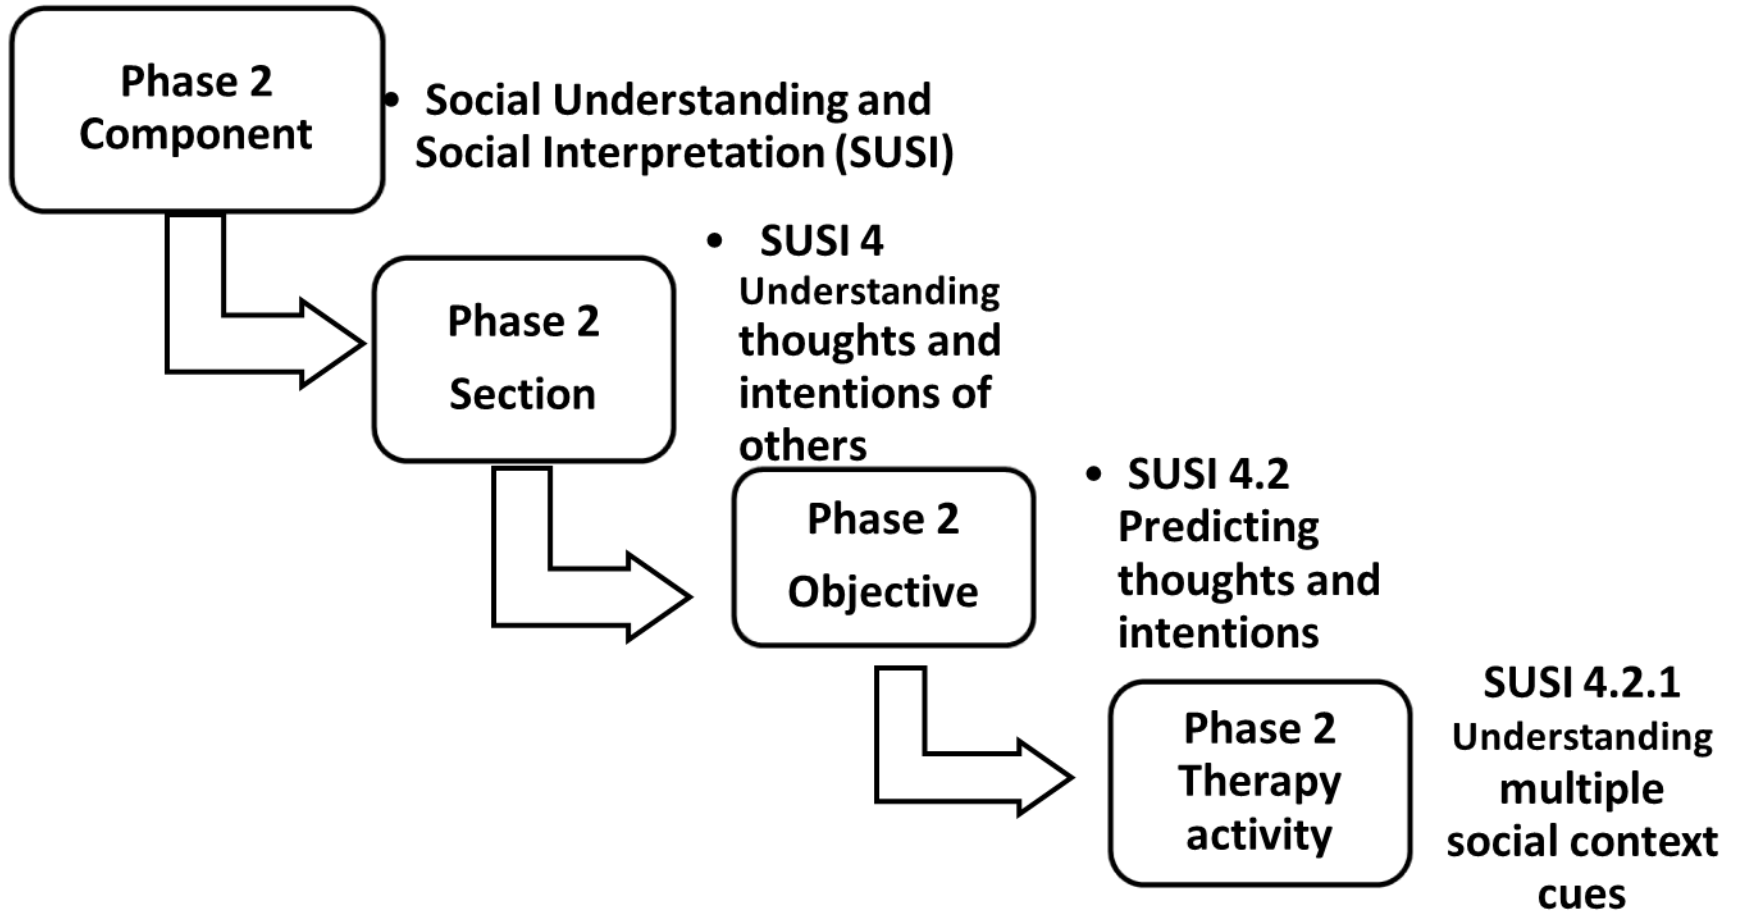 Phase 2
Component
• Social Understanding and
Social Interpretation (SUSI)
Phase 2
Section
• SUSI 4
Understanding
thoughts and
intentions of
others
Phase 2
Objective
• SUSI 4.2
Predicting
thoughts and
intentions
Phase 2
Therapy
activity
SUSI 4.2.1
Understanding
multiple
social context
cues